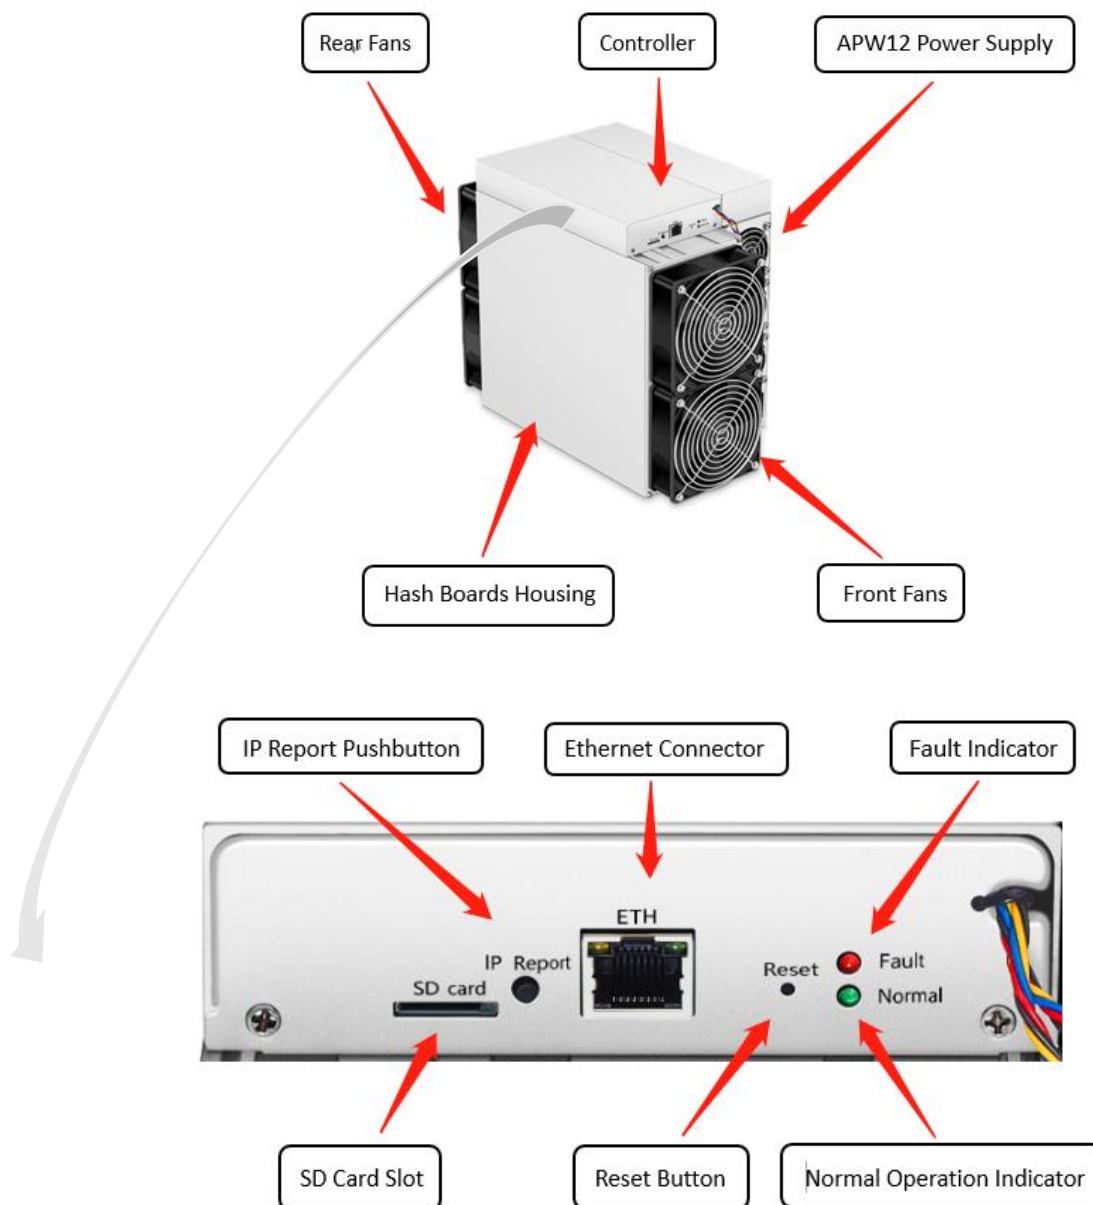 Rear Fans
Controller
APW12 Power Supply
Hash Boards Housing
Front Fans
IP Report Pushbutton
Ethernet Connector
Fault Indicator
ETH
IP Report
Reset
Fault
SD card
Normal
SD Card Slot
Reset Button
Normal Operation Indicator